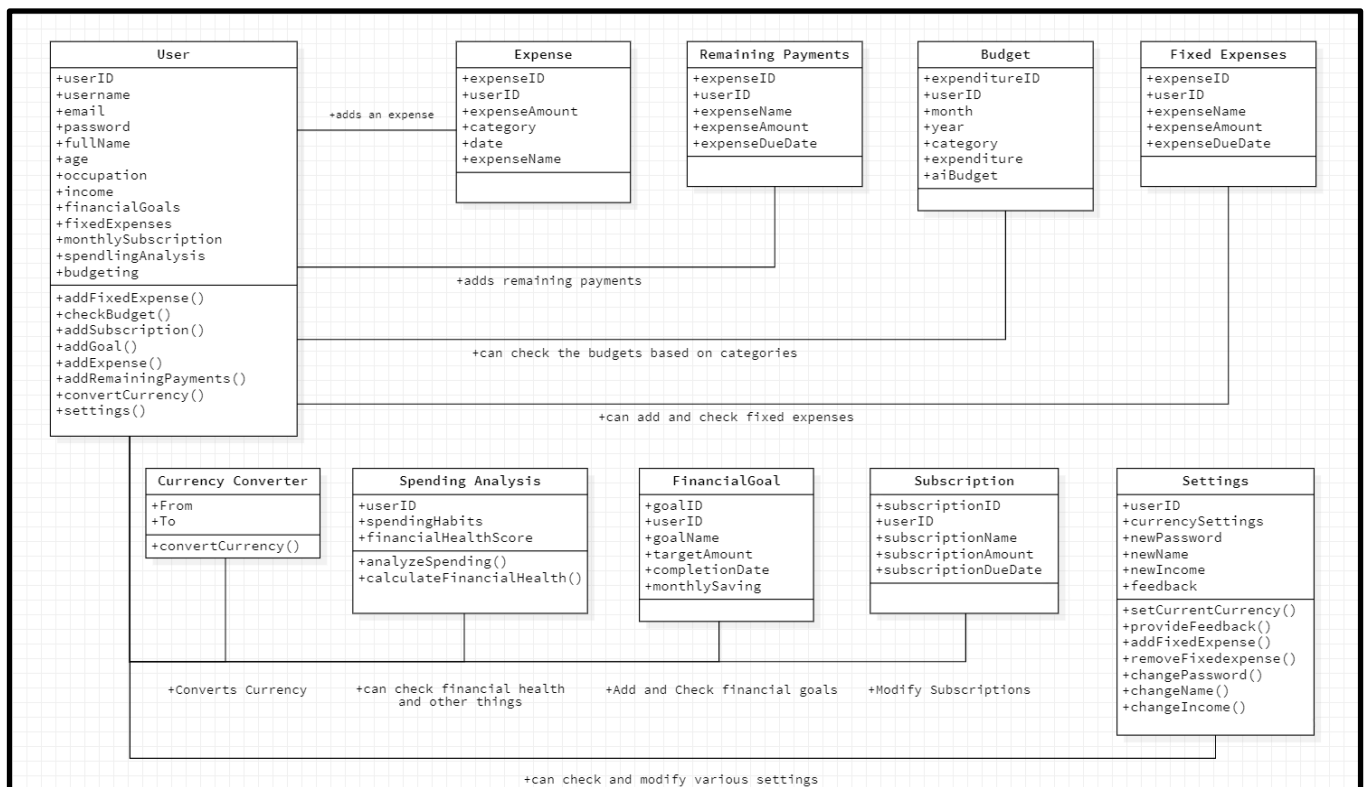 User
+userID
+username
+email
+password
+fullName
+age
+occupation
+income
+financialGoals
+fixedExpenses
+monthlySubscription
+spendlingAnalysis
+budgeting
+addFixedExpense()
+checkBudget()
+addSubscription()
+addGoal()
+addExpense()
+addRemainingPayments()
+convertCurrency()
+settings()
+adds an expense
Expense
+expenseID
+userID
+expenseAmount
+category
+date
+expenseName
Remaining Payments
+expenseID
+userID
+expenseName
+expenseAmount
+expenseDueDate
Budget
+expenditureID
+userID
+month
+year
+category
+expenditure
+aiBudget
Fixed Expenses
+expenseID
+userID
+expenseName
+expenseAmount
+expenseDueDate
+adds remaining payments
+can check the budgets based on categories
+can add and check fixed expenses
Currency Converter
+From
+To
+convertCurrency()
Spending Analysis
+userID
+spendingHabits
+financialHealthScore
+analyzeSpending()
+calculateFinancialHealth()
FinancialGoal
+goalID
+userID
+goalName
+targetAmount
+completionDate
+monthlySaving
Subscription
+subscriptionID
+userID
+subscriptionName
+subscriptionAmount
+subscriptionDueDate
Settings
+userID
+currencySettings
+newPassword
+newName
+newIncome
+feedback
+setCurrentCurrency()
+provideFeedback()
+addFixedExpense()
+removeFixedexpense()
+changePassword()
+changeName()
+changeIncome()
+Converts Currency
+can check financial health
and other things
+Add and Check financial goals
+Modify Subscriptions
+can check and modify various settings